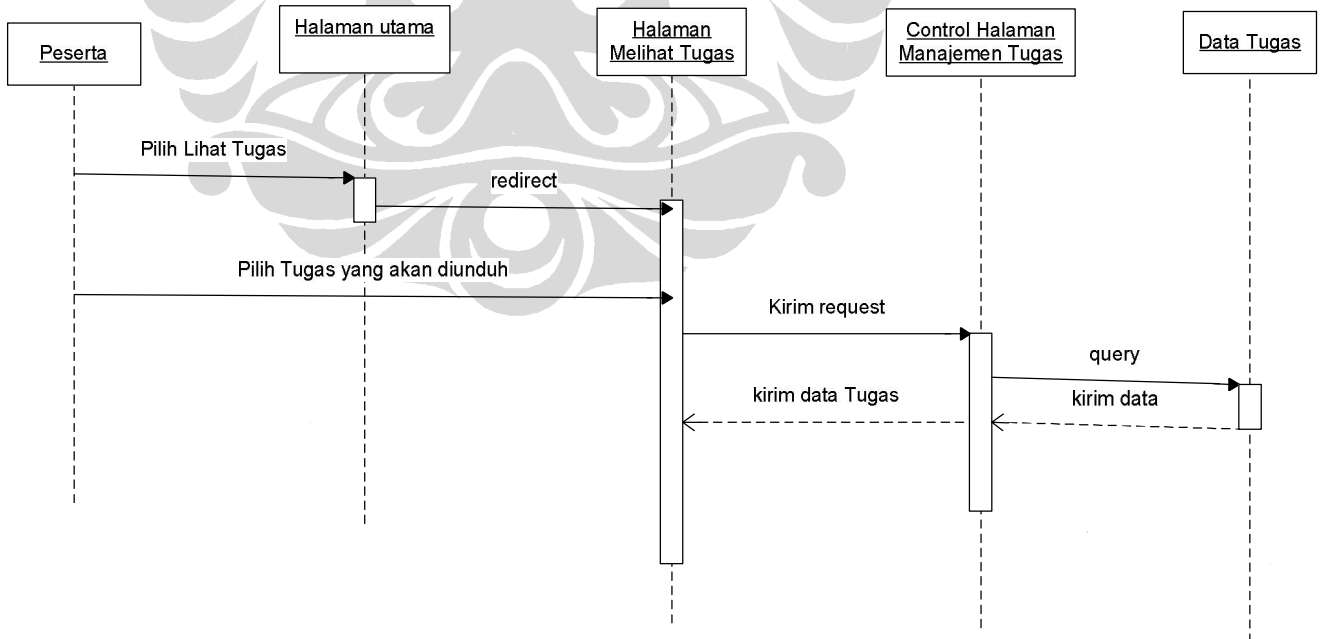 Peserta
Halaman utama
Halaman
Melihat Tugas
Control Halaman
Manajemen Tugas
Data Tugas
Pilih Lihat Tugas
redirect
Pilih Tugas yang akan diunduh
Kirim request
query
kirim data Tugas
kirim data